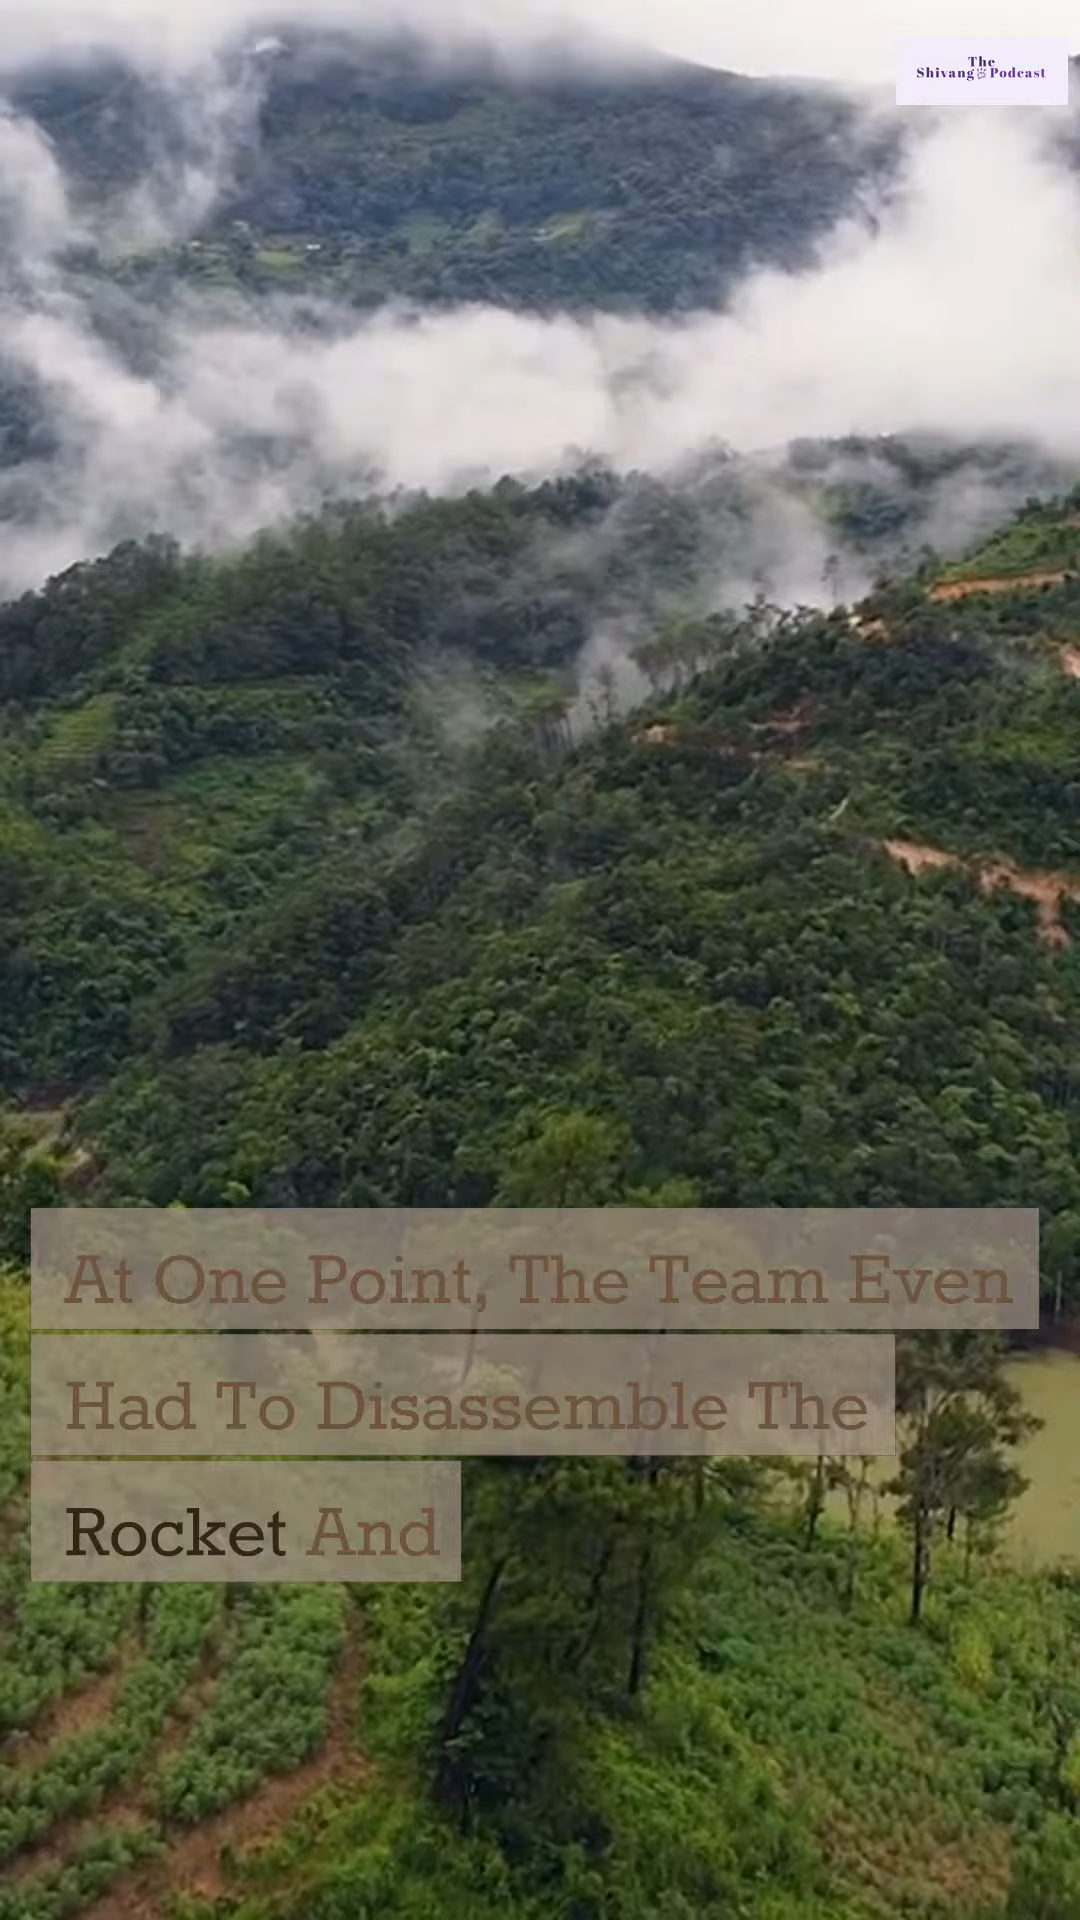 The
Shivang Podcast
At One Point, The Team Even
Had To Disassemble The
Rocket And